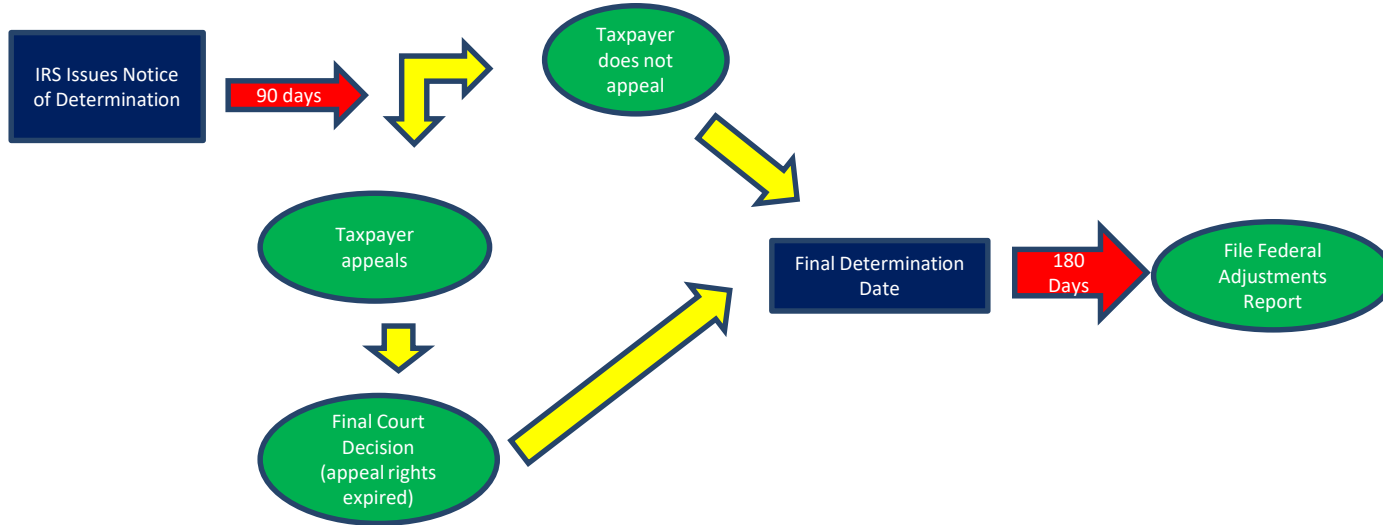 IRS Issues Notice
of Determination
90 days
Taxpayer
does not
appeal
Taxpayer
appeals
Final Court
Decision
(appeal rights
expired)
Final Determination
Date
180
Days
File Federal
Adjustments
Report